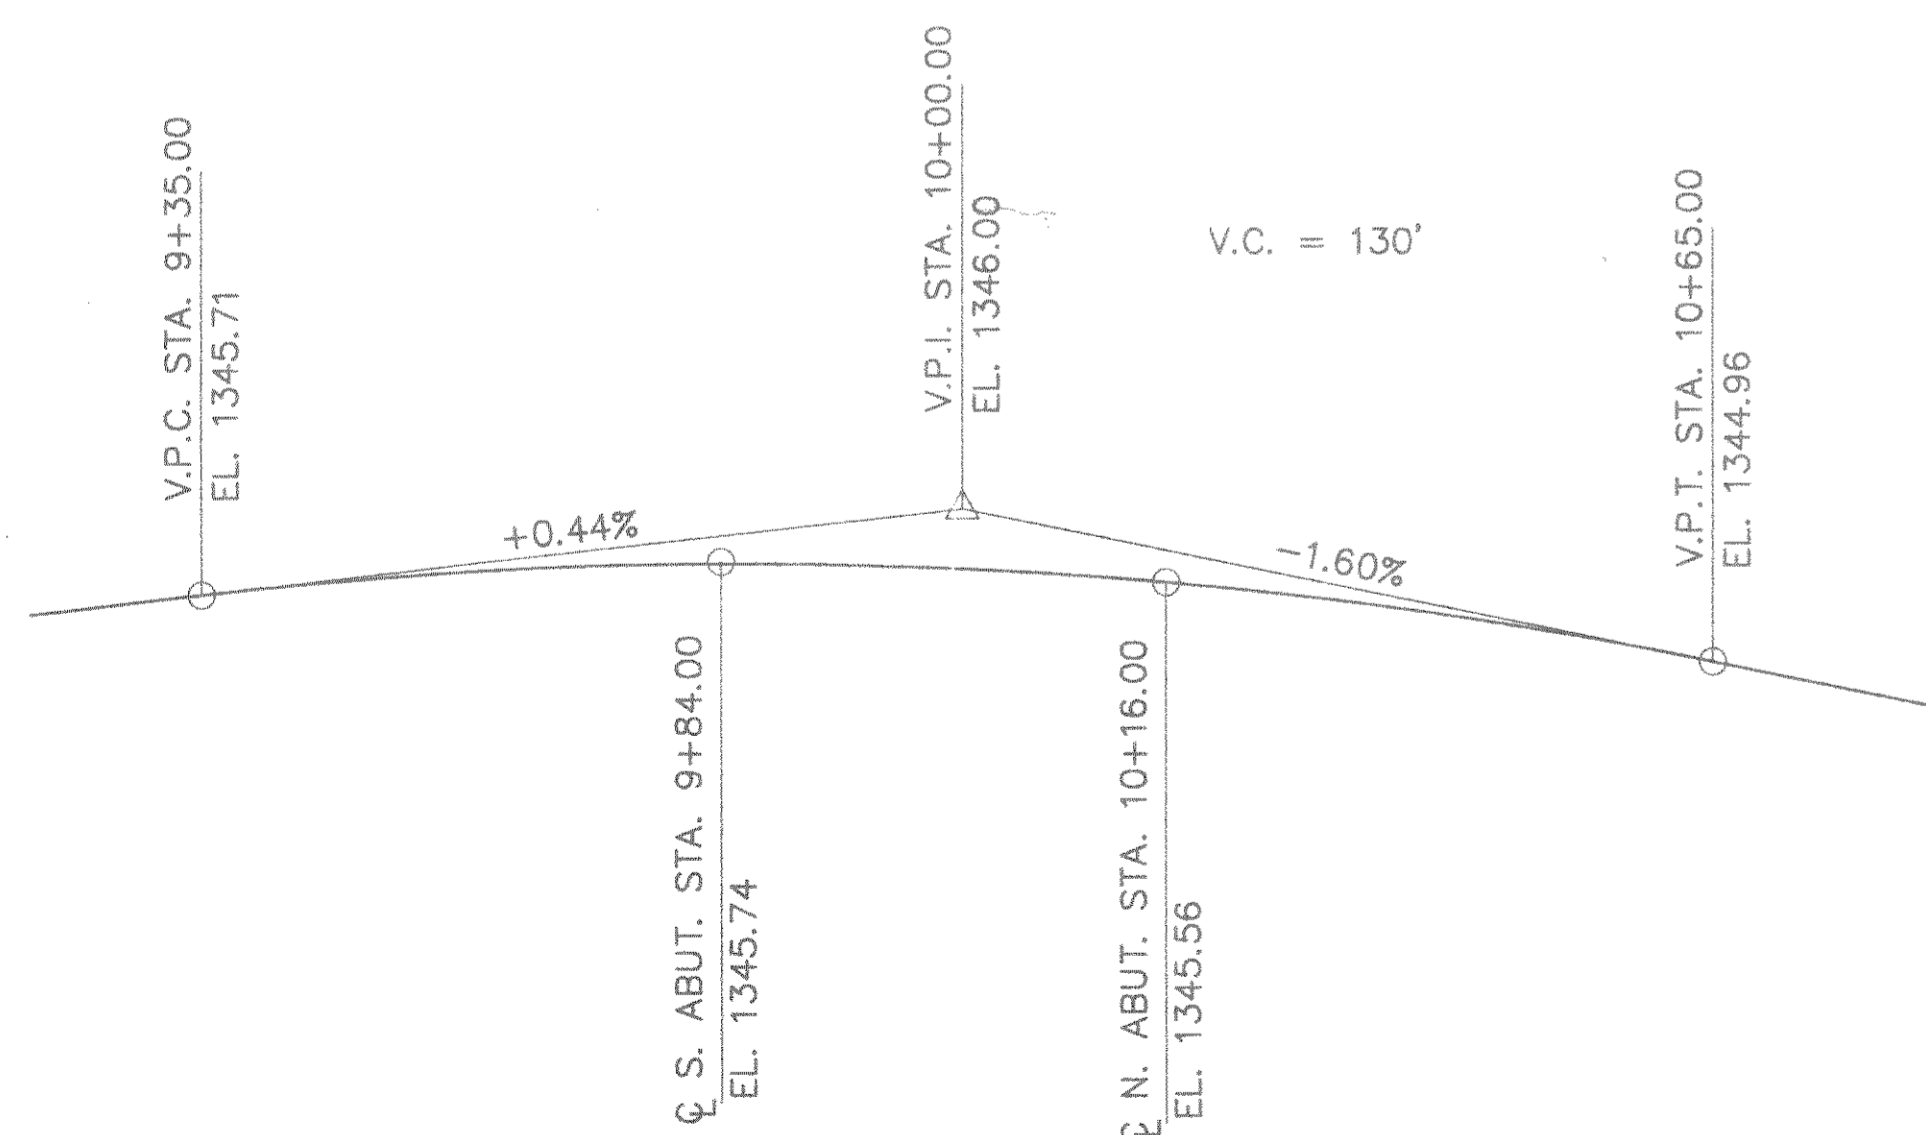 V.P.C. STA. 9+35.00
EL. 1345.71
V.P.I. STA. 10+00.00
EL. 1346.00
V.C. = 130'
V.P.T. STA. 10+65.00
EL. 1344.96
+0.44%
-1.60%
℄ S. ABUT. STA. 9+84.00
EL. 1345.74
℄ N. ABUT. STA. 10+16.00
EL. 1345.56